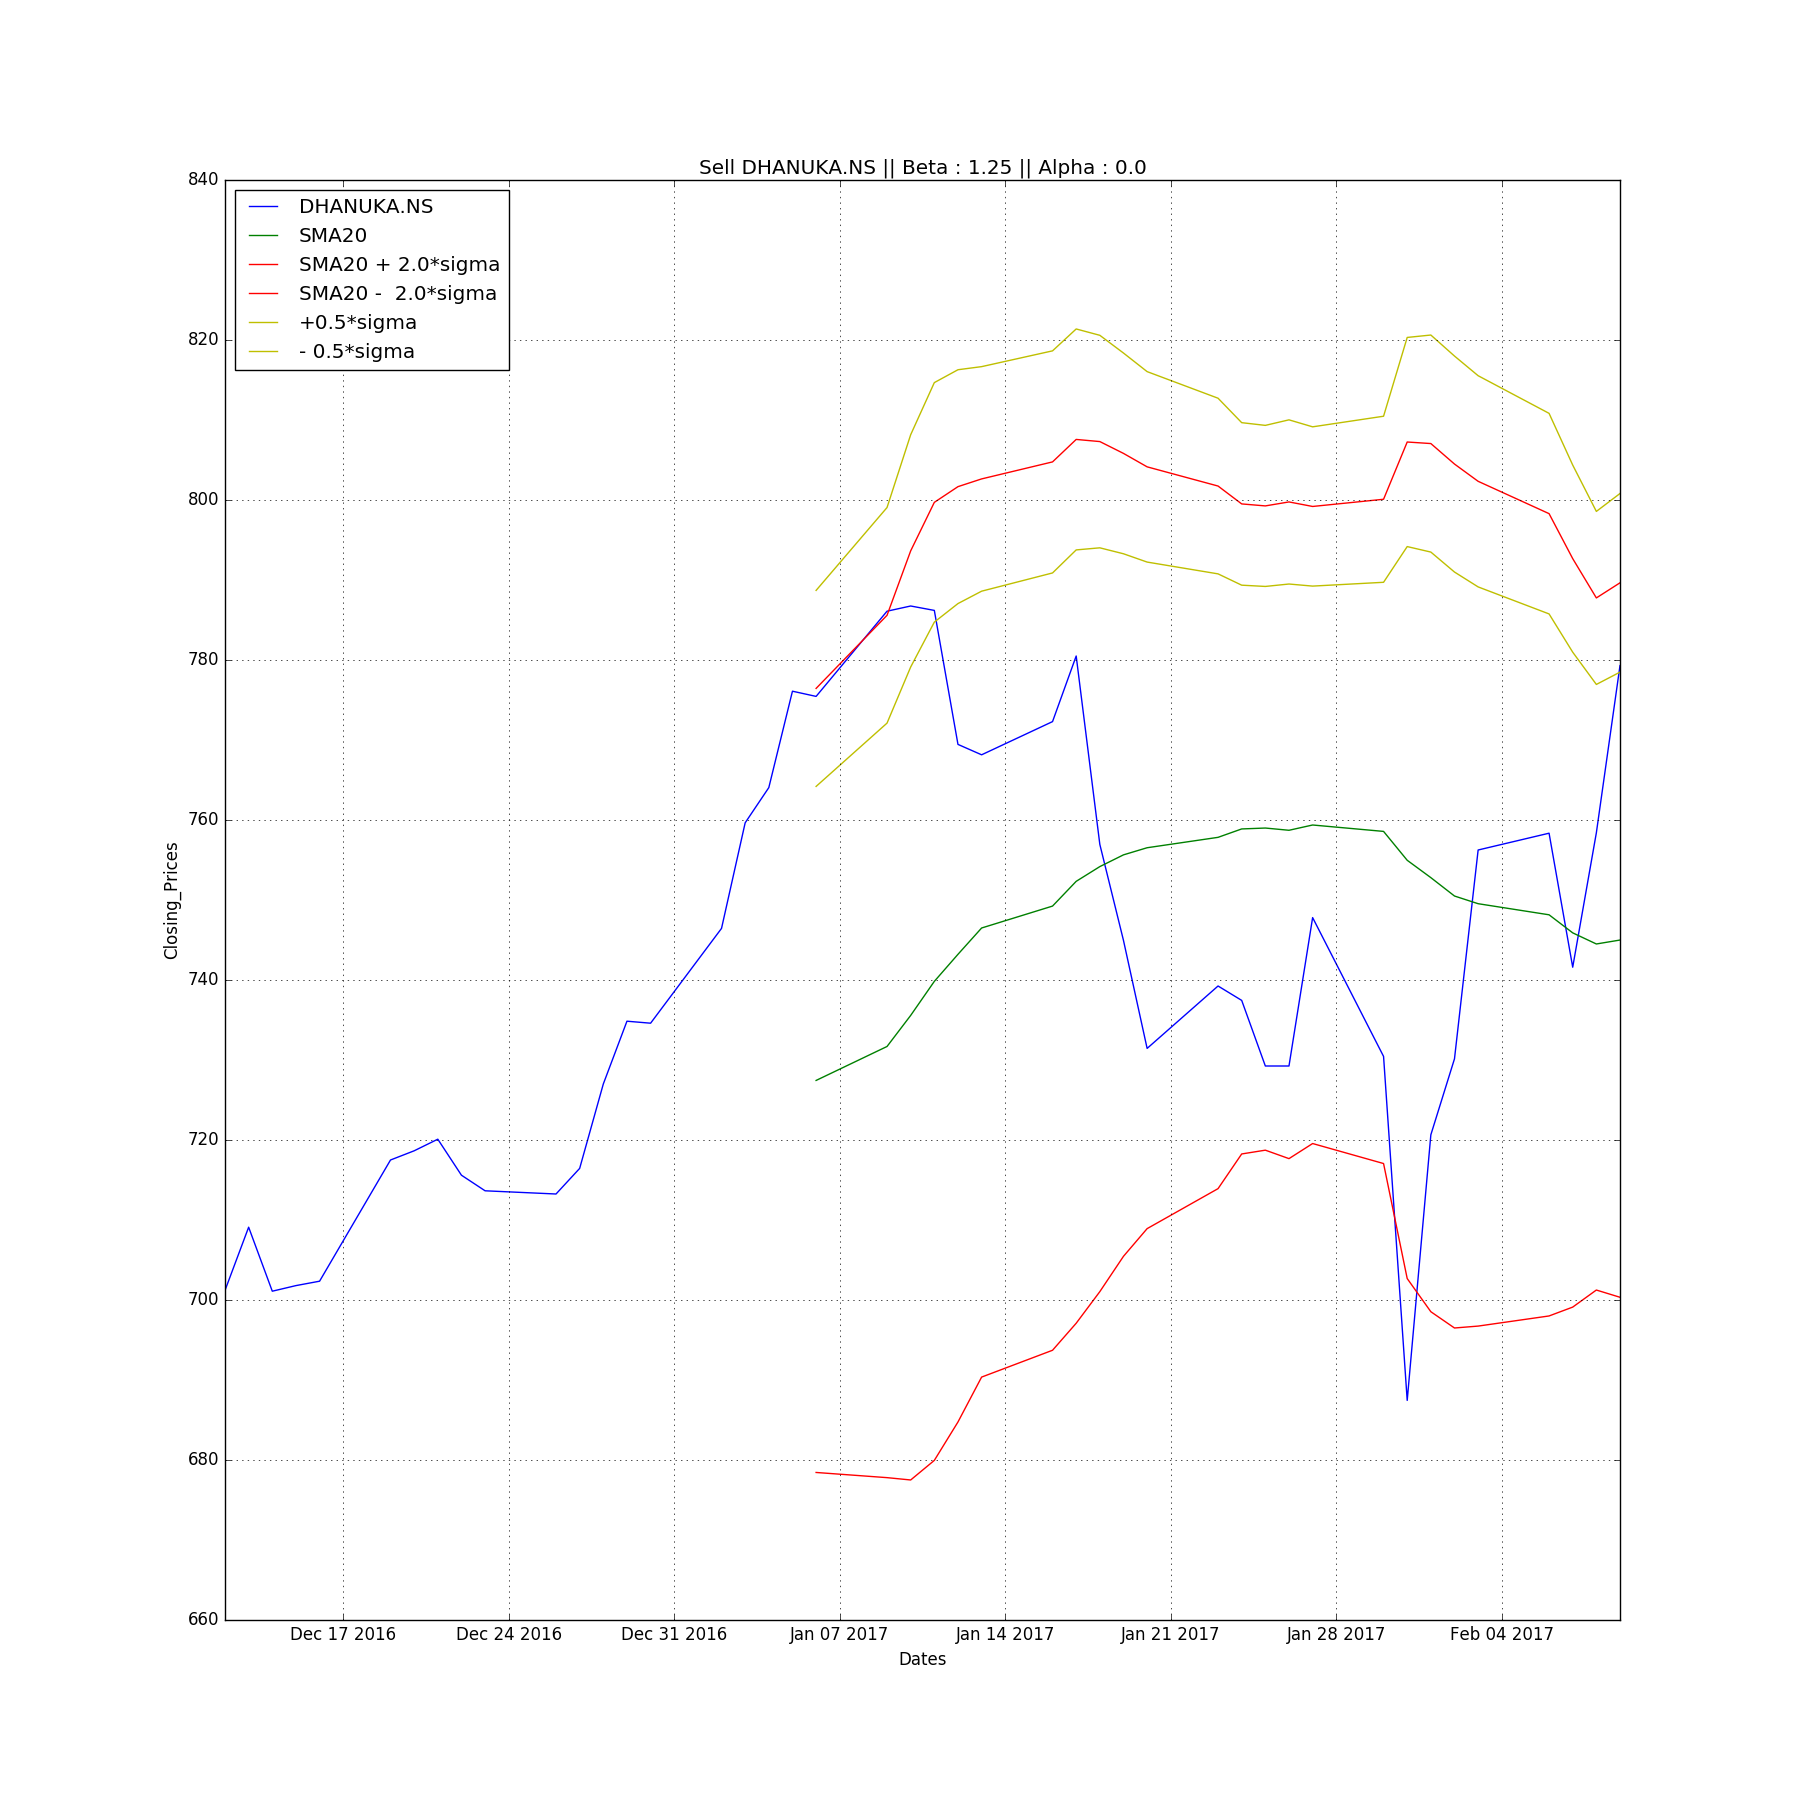 Sell DHANUKA.NS || Beta : 1.25 || Alpha : 0.0
840
820
800
780
760
740
720
700
680
660
Closing_Prices
DHANUKA.NS
SMA20
SMA20 + 2.0*sigma
SMA20 -  2.0*sigma
+0.5*sigma
- 0.5*sigma
Dec 17 2016 Dec 24 2016 Dec 31 2016 Jan 07 2017 Jan 14 2017 Jan 21 2017 Jan 28 2017 Feb 04 2017
Dates